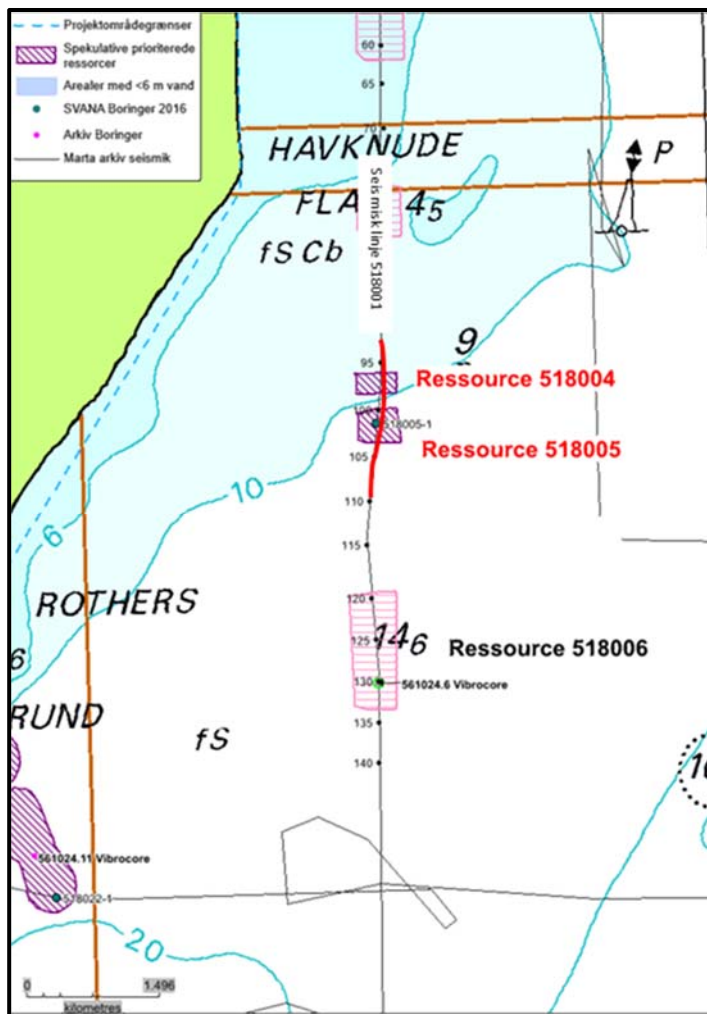 Projektområdegrænser
Spekulative prioriterede
ressorcer
Arealer med <6 m vand
SVANA Boringer 2016
Arkiv Boringer
Marta arkiv seismik
60
65
70
HAVKNUDE
P
FLA 45
fS Cb
Seismisk linje 518001
9
95
Ressource 518004
100
518005-1
Ressource 518005
105
10
110
6
115
120
ROTHERS
125
146
Ressource 518006
6
130
561024.6 Vibrocore
RUND
135
fS
140
561024.11 Vibrocore
518022-1
20
0
1.496
kilometres